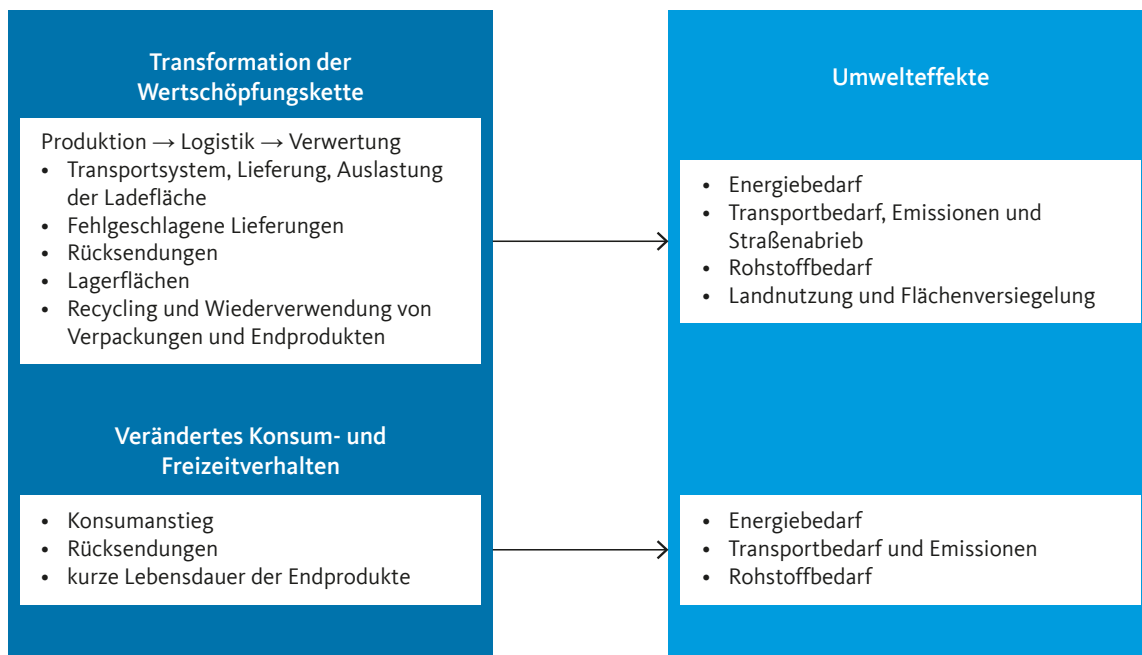 Transformation der
Wertschöpfungskette
Produktion → Logistik → Verwertung
• Transportsystem, Lieferung, Auslastung
der Ladefläche
• Fehlgeschlagene Lieferungen
• Rücksendungen
• Lagerflächen
• Recycling und Wiederverwendung von
Verpackungen und Endprodukten
Umwelteffekte
• Energiebedarf
• Transportbedarf, Emissionen und
Straßenabrieb
• Rohstoffbedarf
• Landnutzung und Flächenversiegelung
Verändertes Konsum- und
Freizeitverhalten
• Konsumanstieg
• Rücksendungen
• kurze Lebensdauer der Endprodukte
• Energiebedarf
• Transportbedarf und Emissionen
• Rohstoffbedarf